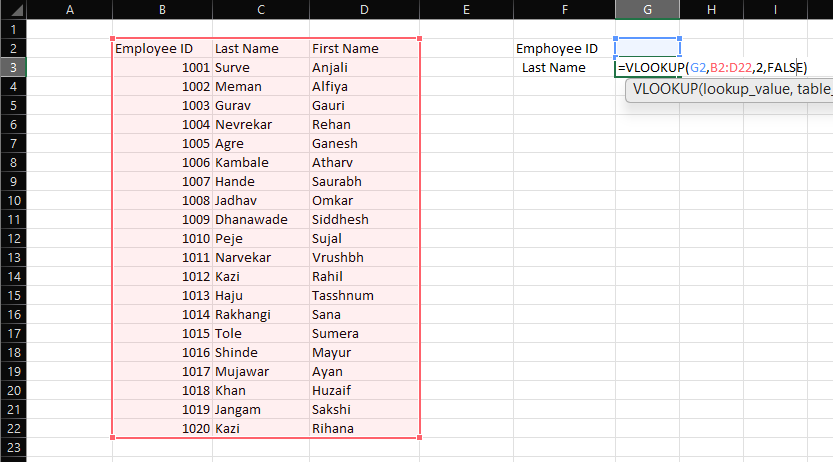 A B C D E F G H I
1
2 Employee ID Last Name First Name Emphoyee ID
3 1001 Surve Anjali Last Name =VLOOKUP(G2,B2:D22,2,FALSE)
4 1002 Meman Alfiya VLOOKUP(lookup_value, table_
5 1003 Gurav Gauri
6 1004 Nevrekar Rehan
7 1005 Agre Ganesh
8 1006 Kambale Atharv
9 1007 Hande Saurabh
10 1008 Jadhav Omkar
11 1009 Dhanawade Siddhesh
12 1010 Peje Sujal
13 1011 Narvekar Vrushbh
14 1012 Kazi Rahil
15 1013 Haju Tasshnum
16 1014 Rakhangi Sana
17 1015 Tole Sumera
18 1016 Shinde Mayur
19 1017 Mujawar Ayan
20 1018 Khan Huzaif
21 1019 Jangam Sakshi
22 1020 Kazi Rihana
23